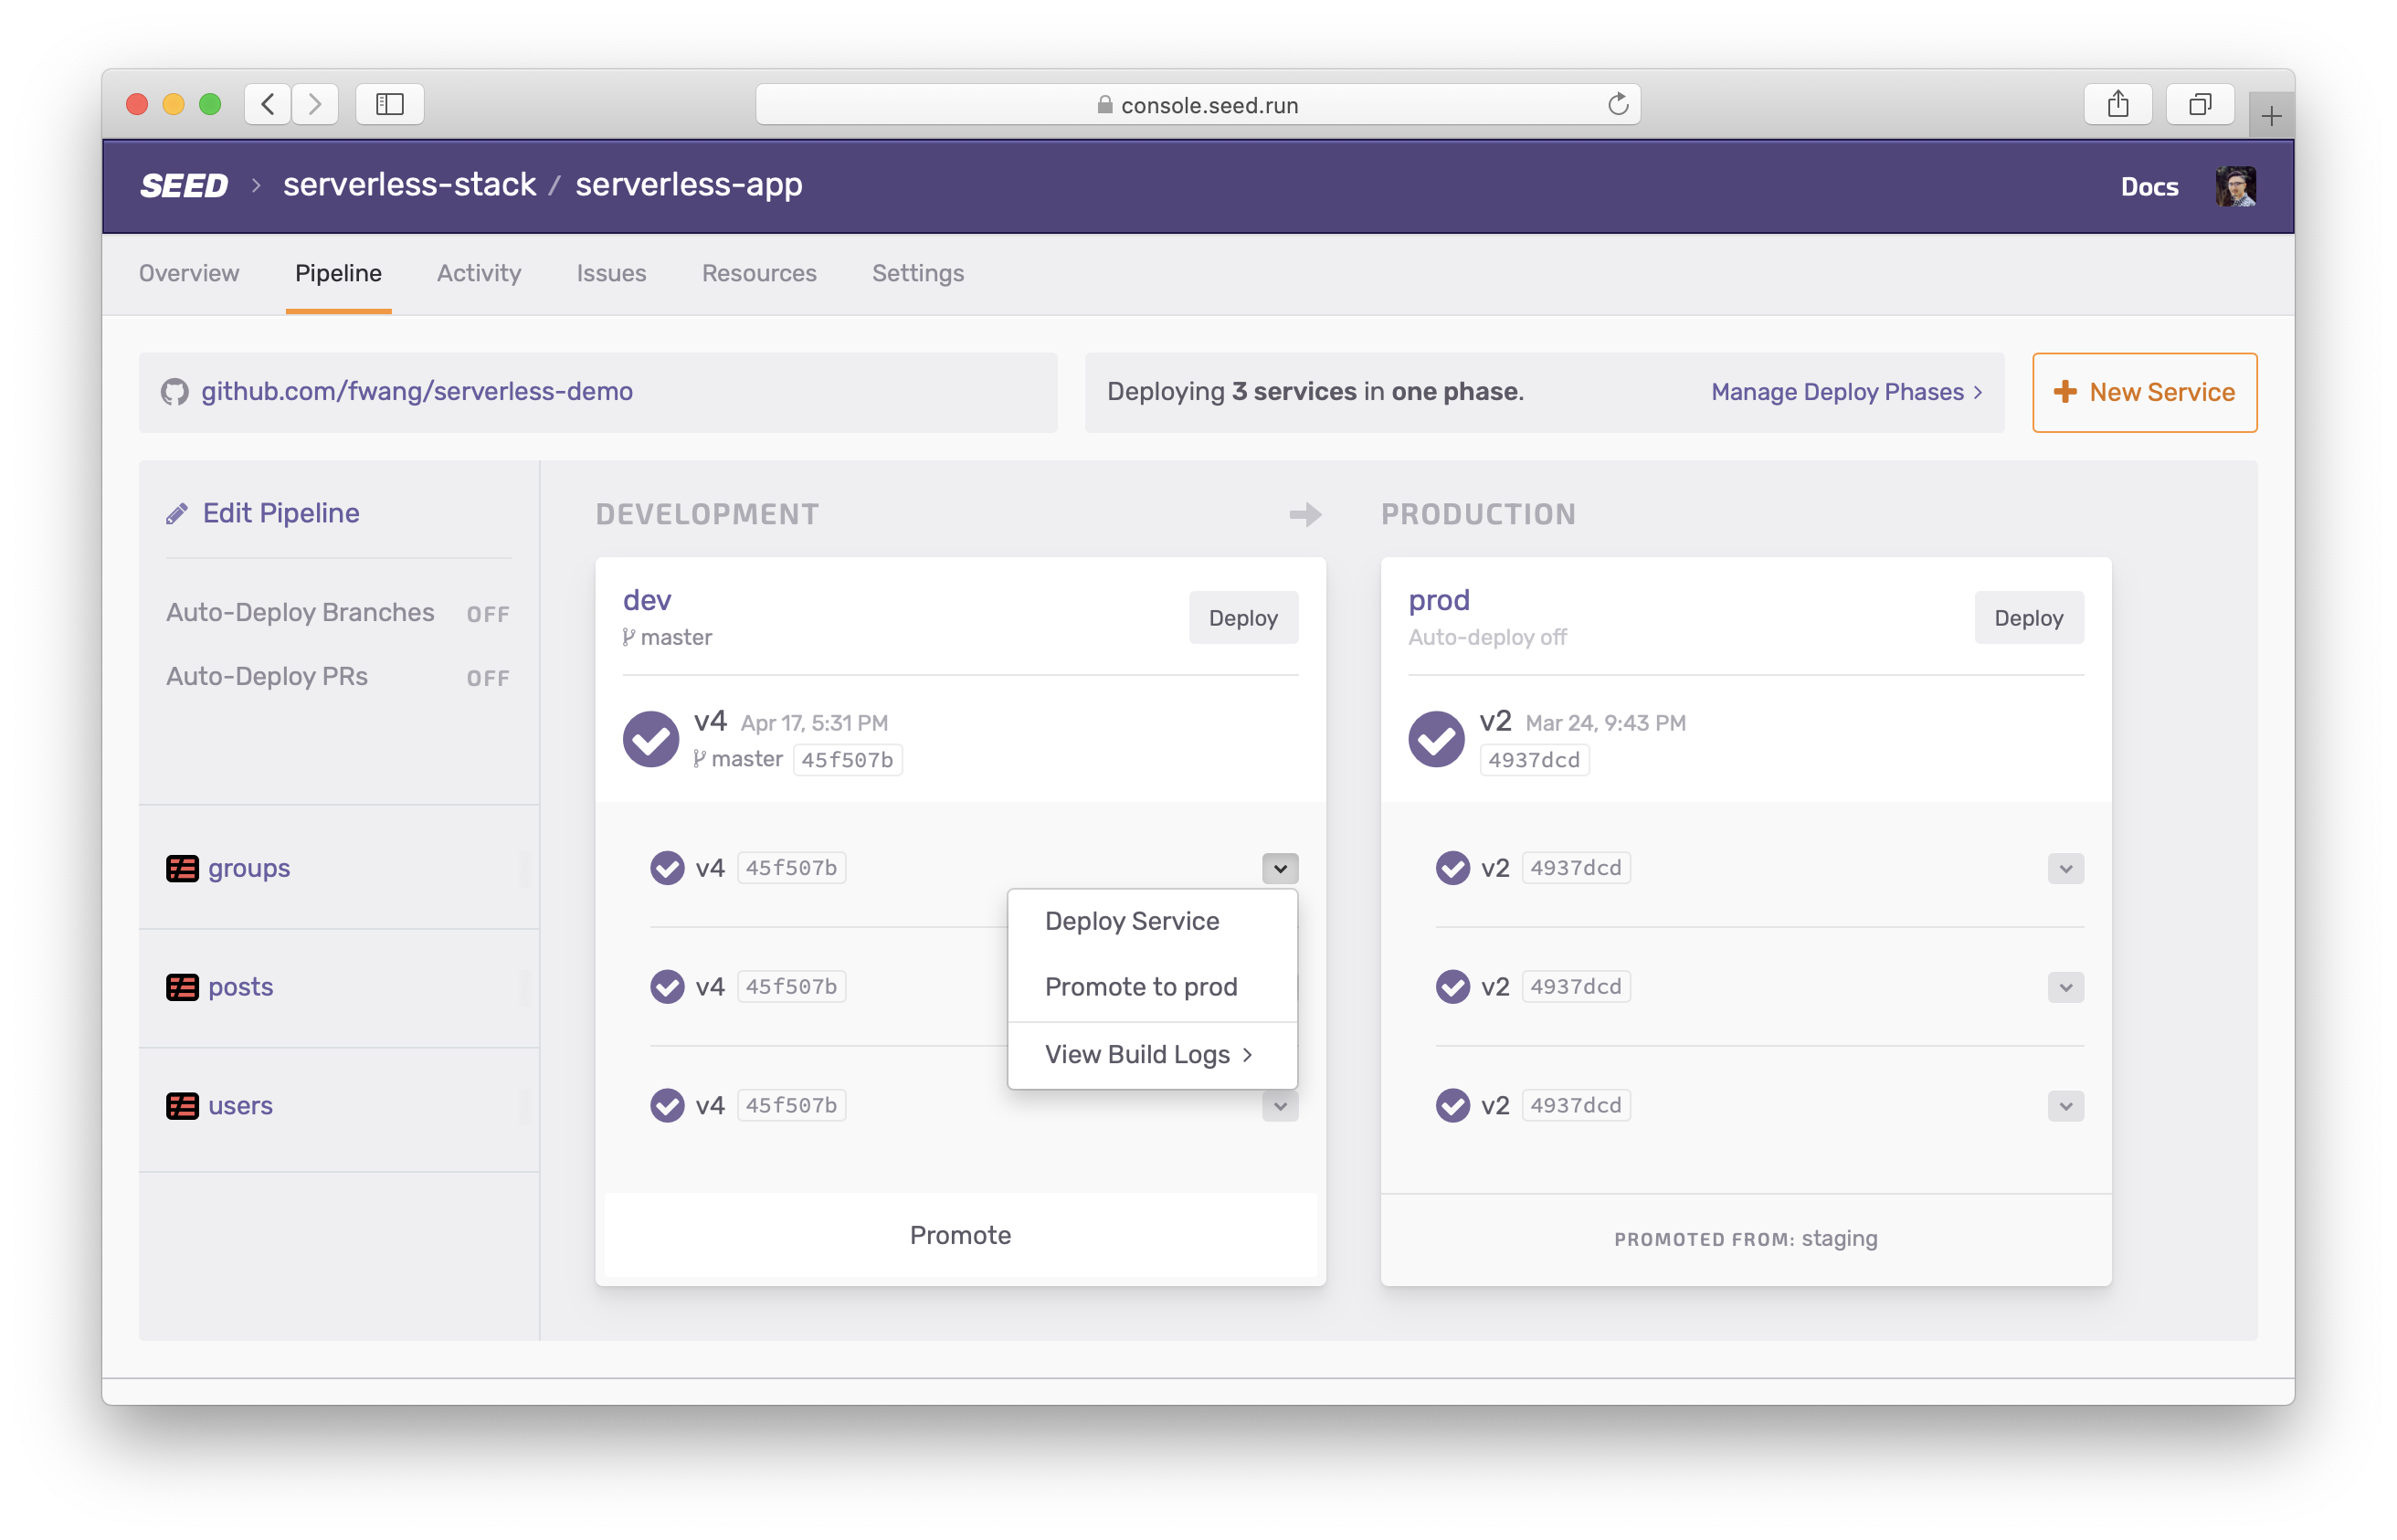 console.seed.run
SEED > serverless-stack / serverless-app
Docs
Overview Pipeline Activity Issues Resources Settings
github.com/fwang/serverless-demo
Deploying 3 services in one phase.
Manage Deploy Phases >
+ New Service
Edit Pipeline
Auto-Deploy Branches OFF
Auto-Deploy PRs OFF
groups
posts
users
DEVELOPMENT
dev
master
Deploy
v4 Apr 17, 5:31 PM
master 45f507b
v4 45f507b
Deploy Service
Promote to prod
View Build Logs >
v4 45f507b
v4 45f507b
Promote
PRODUCTION
prod
Auto-deploy off
Deploy
v2 Mar 24, 9:43 PM
4937dcd
v2 4937dcd
v2 4937dcd
v2 4937dcd
PROMOTED FROM: staging